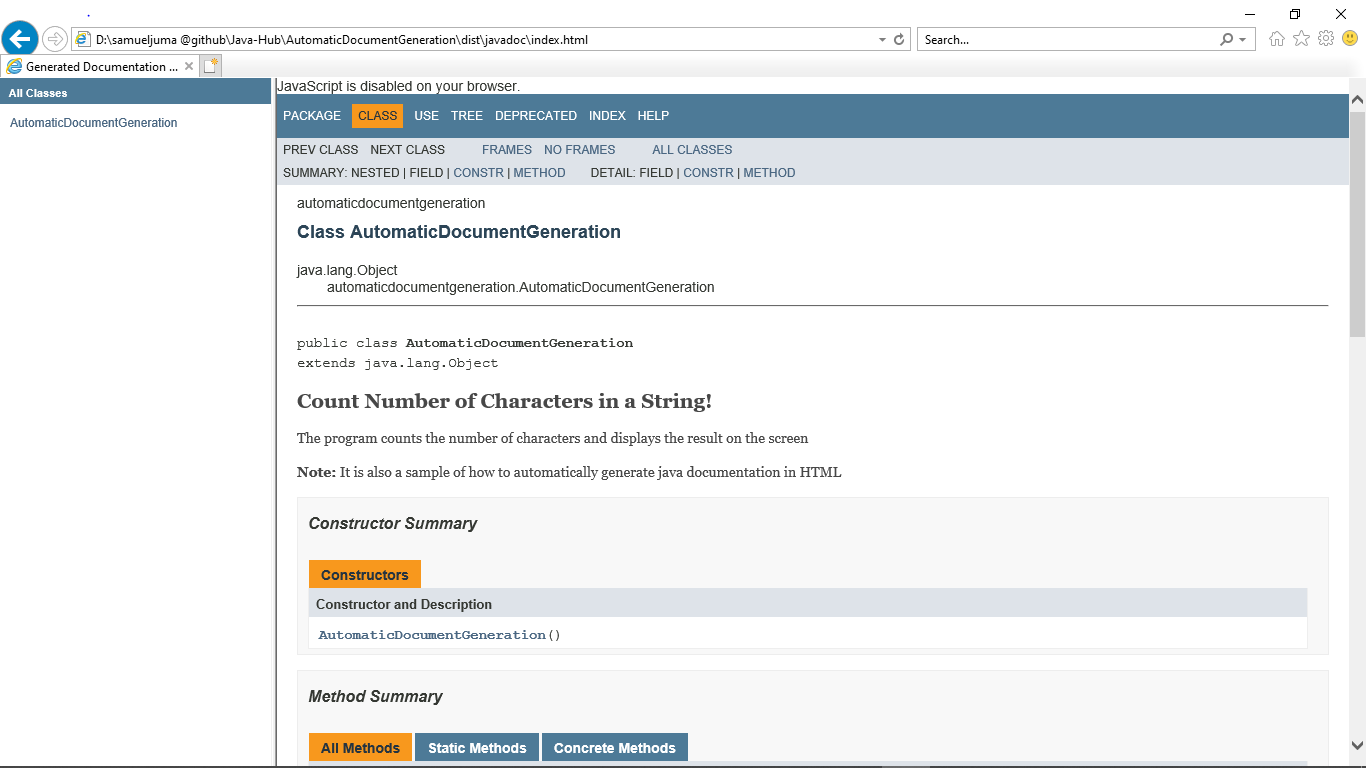 D:\samueljuma @github\Java-Hub\AutomaticDocumentGeneration\dist\javadoc\index.html
Search...
Generated Documentation ...
All Classes
AutomaticDocumentGeneration
JavaScript is disabled on your browser.
PACKAGE CLASS USE TREE DEPRECATED INDEX HELP
PREV CLASS NEXT CLASS FRAMES NO FRAMES ALL CLASSES
SUMMARY: NESTED | FIELD | CONSTR | METHOD DETAIL: FIELD | CONSTR | METHOD
automaticdocumentgeneration
Class AutomaticDocumentGeneration
java.lang.Object
automaticdocumentgeneration.AutomaticDocumentGeneration
public class AutomaticDocumentGeneration
extends java.lang.Object
Count Number of Characters in a String!
The program counts the number of characters and displays the result on the screen
Note: It is also a sample of how to automatically generate java documentation in HTML
Constructor Summary
Constructors
Constructor and Description
AutomaticDocumentGeneration()
Method Summary
All Methods Static Methods Concrete Methods